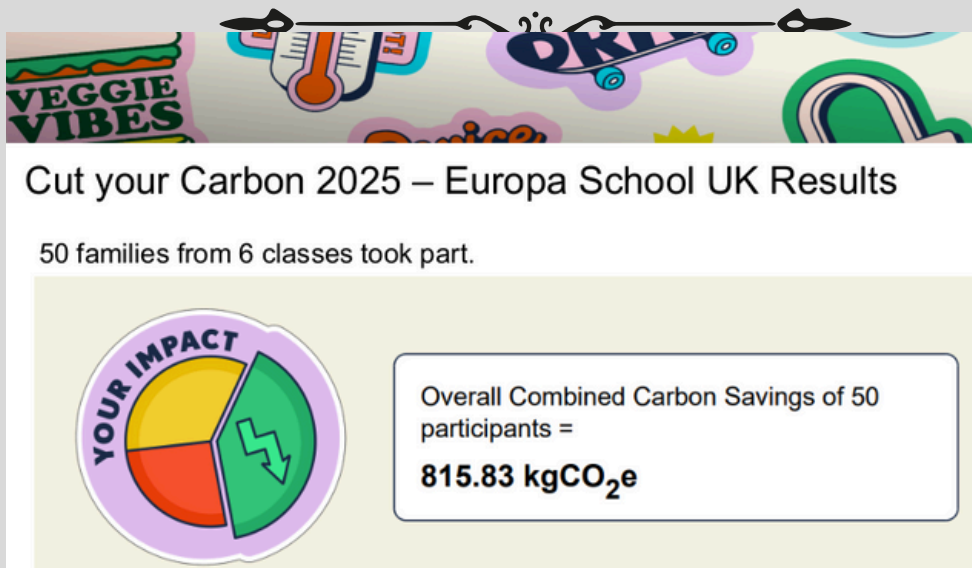 VEGGIE
VIBES
Cut your Carbon 2025 – Europa School UK Results
50 families from 6 classes took part.
YOUR IMPACT
Overall Combined Carbon Savings of 50
participants =
815.83 kgCO₂e